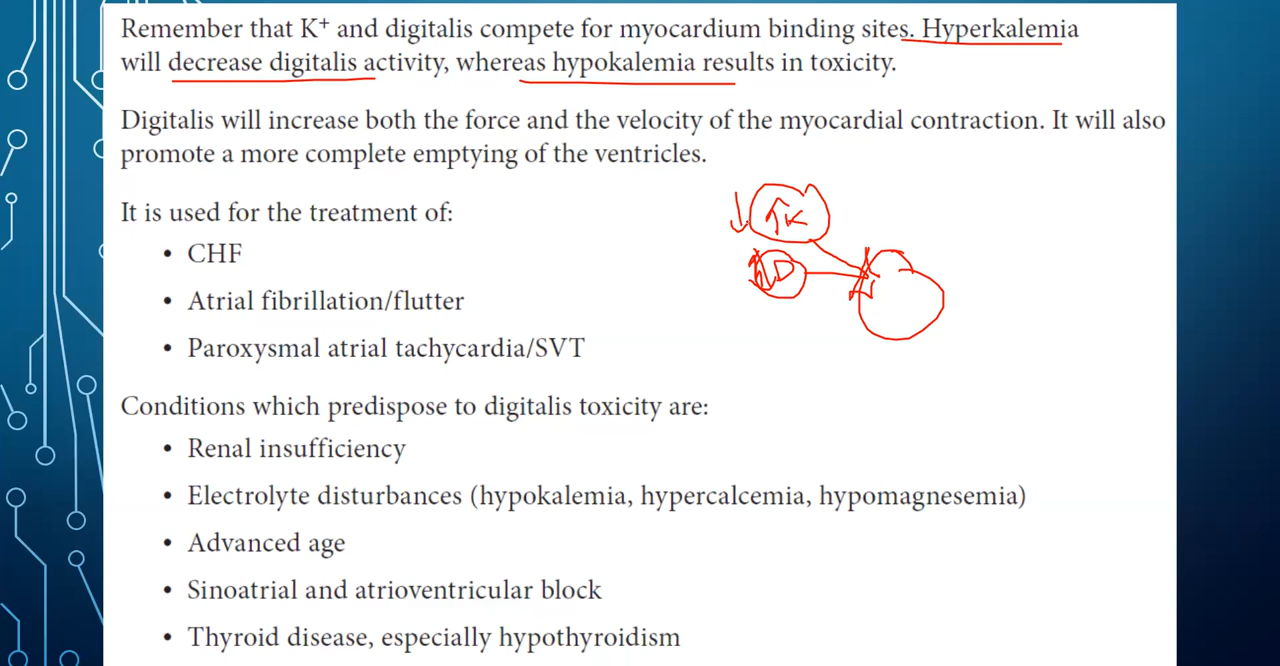 Remember that K⁺ and digitalis compete for myocardium binding sites. Hyperkalemia
will decrease digitalis activity, whereas hypokalemia results in toxicity.
Digitalis will increase both the force and the velocity of the myocardial contraction. It will also
promote a more complete emptying of the ventricles.
It is used for the treatment of:
• CHF
↓ ↑K
D
• Atrial fibrillation/flutter
• Paroxysmal atrial tachycardia/SVT
Conditions which predispose to digitalis toxicity are:
• Renal insufficiency
• Electrolyte disturbances (hypokalemia, hypercalcemia, hypomagnesemia)
• Advanced age
• Sinoatrial and atrioventricular block
• Thyroid disease, especially hypothyroidism